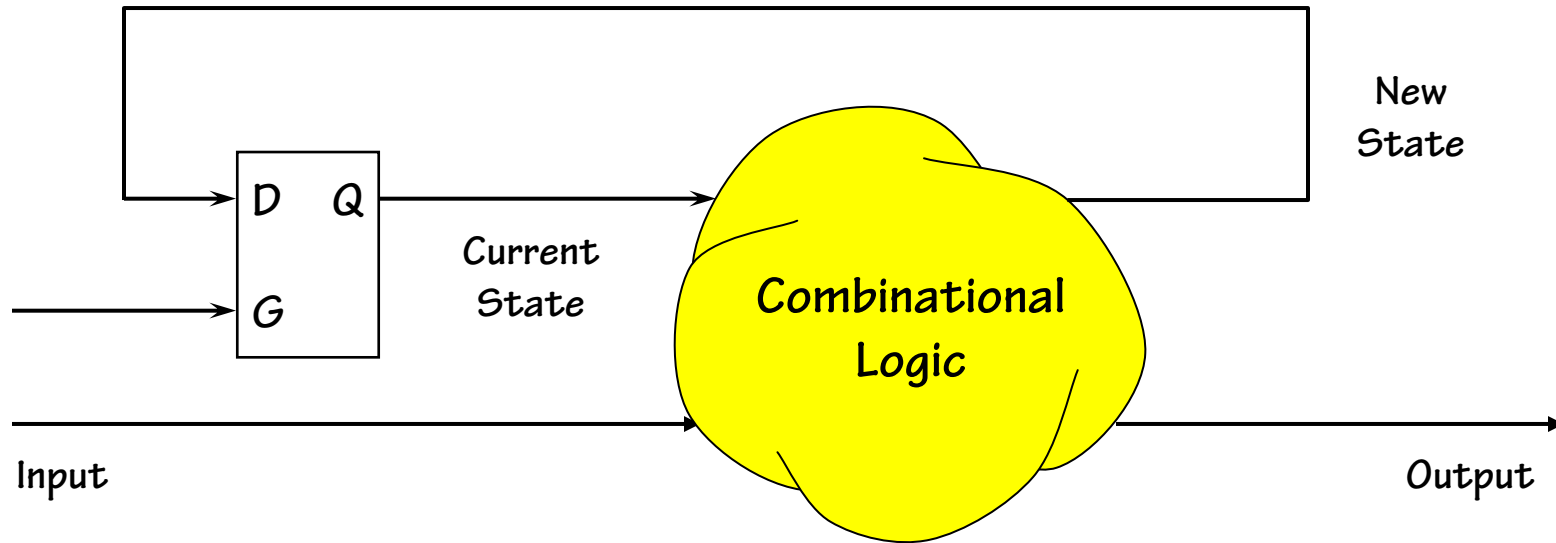 New
State
D Q
Current
State
G
Combinational
Logic
Input
Output